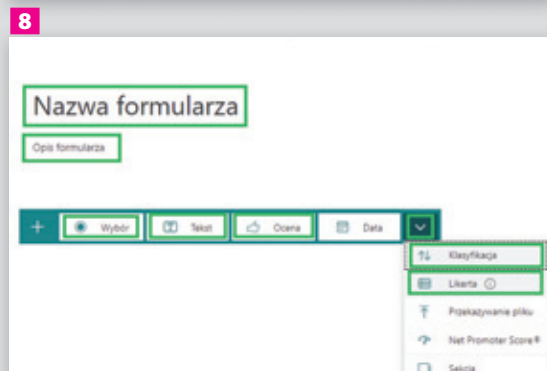 8
Nazwa formularza
Opis formularza
+ Wybór Tekst Ocena Data
Klasyfikacja
Likerta
Przekazywanie pliku
Net Promoter Score®
Sekcja